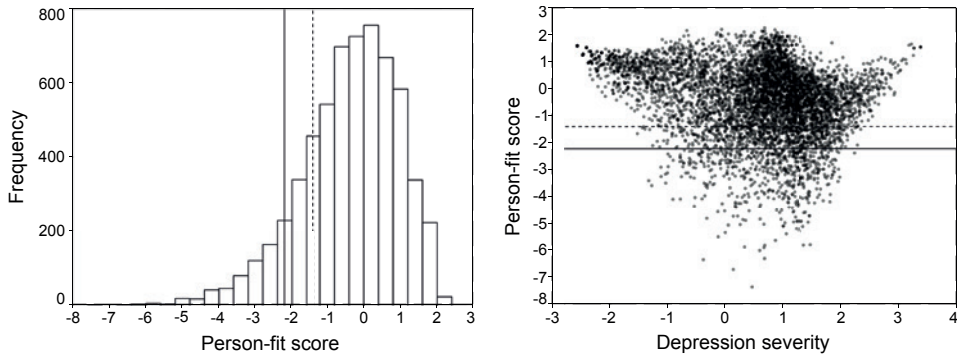 800
600
400
200
0
Frequency
-8 -7 -6 -5 -4 -3 -2 -1 0 1 2 3
Person-fit score
3
2
1
0
-1
-2
-3
-4
-5
-6
-7
-8
Person-fit score
-3 -2 -1 0 1 2 3 4
Depression severity